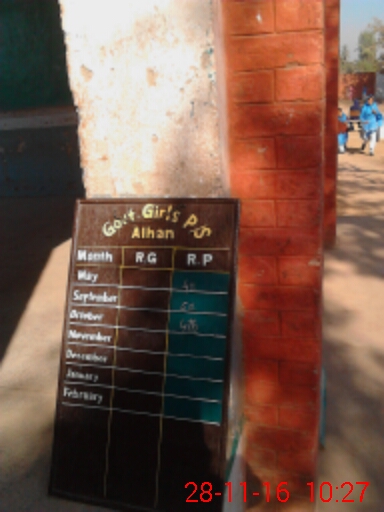 Govt. Girls P/S
Alhan
Month R.G R.P
May
September
October
November
December
January
February
28-11-16 10:27